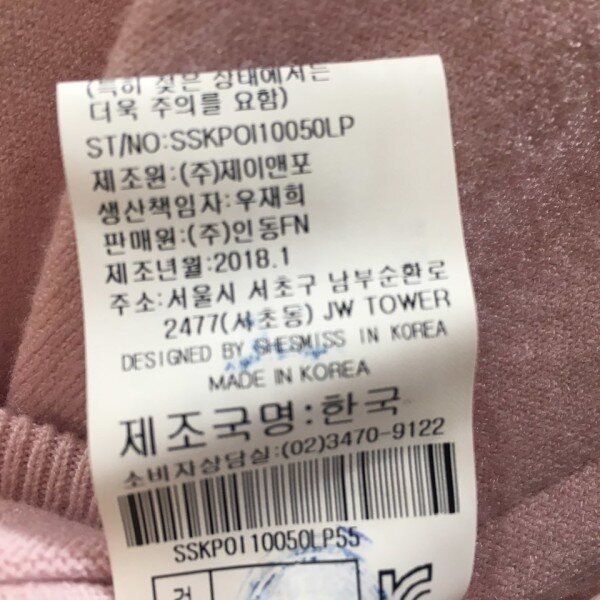 (특히 젖은 상태에서는
더욱 주의를 요함)
ST/NO:SSKPOI10050LP
제조원:(주)제이앤포
생산책임자:우재희
판매원:(주)인동FN
제조년월:2018.1
주소:서울시 서초구 남부순환로
2477(서초동) JW TOWER
DESIGNED BY SHESMISS IN KOREA
MADE IN KOREA
제조국명:한국
소비자상담실:(02)3470-9122
SSKPOI10050LP55